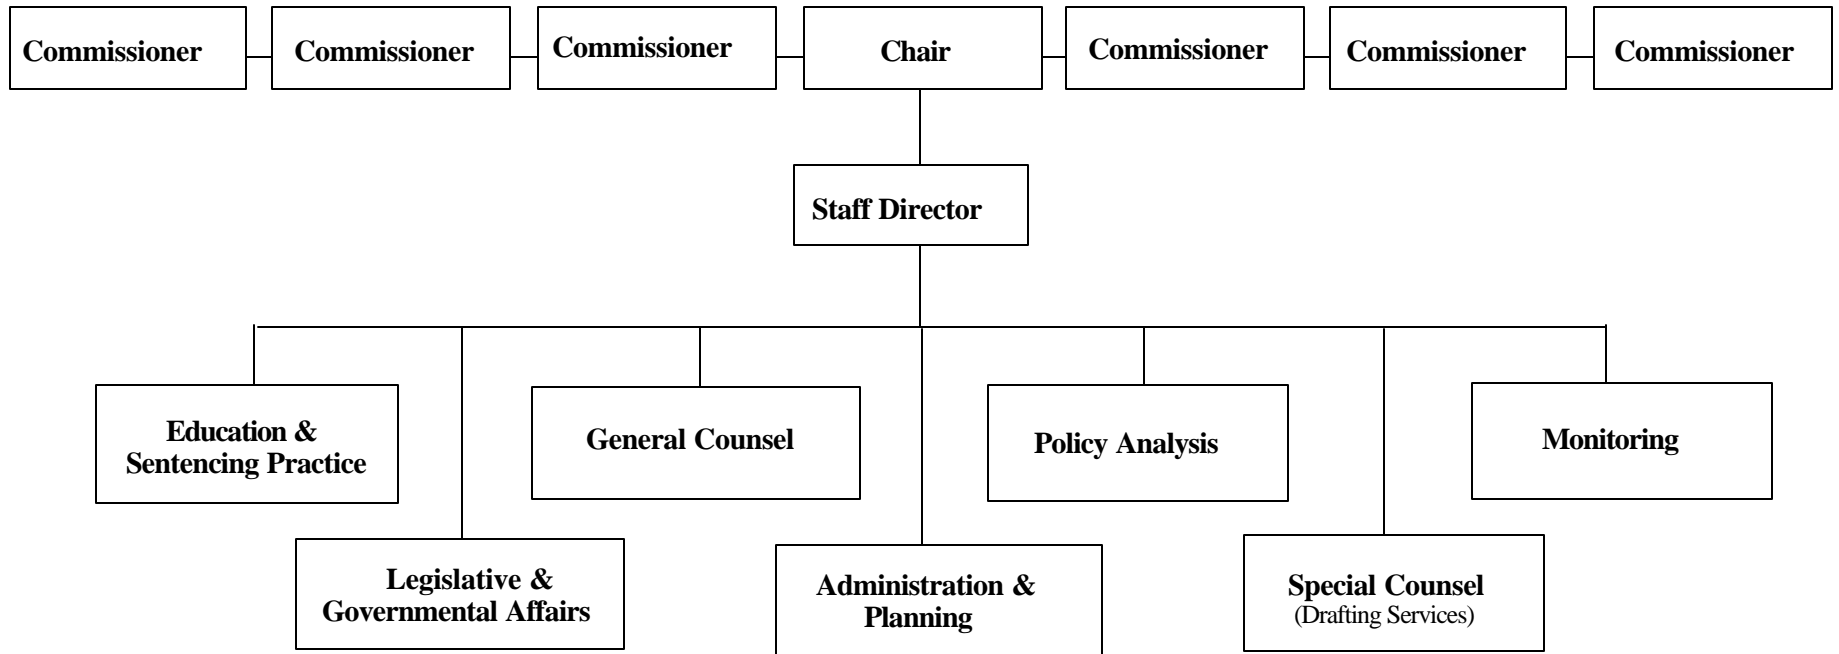 Commissioner
Commissioner
Commissioner
Chair
Commissioner
Commissioner
Commissioner
Staff Director
Education &
Sentencing Practice
General Counsel
Policy Analysis
Monitoring
Legislative &
Governmental Affairs
Administration &
Planning
Special Counsel
(Drafting Services)